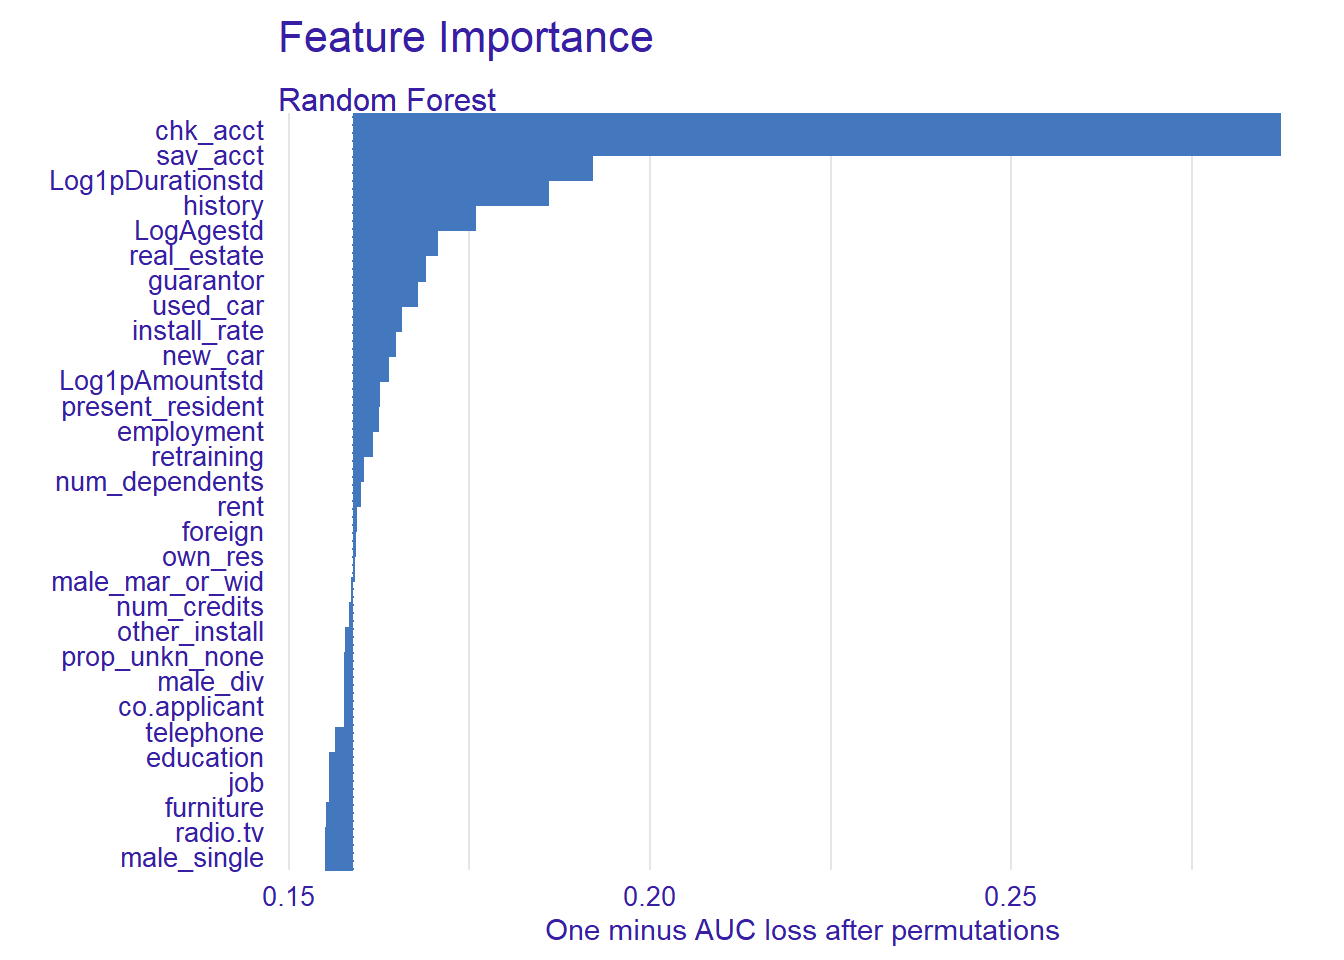 Feature Importance
Random Forest
chk_acct
sav_acct
Log1pDurationstd
history
LogAgestd
real_estate
guarantor
used_car
install_rate
new_car
Log1pAmountstd
present_resident
employment
retraining
num_dependents
rent
foreign
own_res
male_mar_or_wid
num_credits
other_install
prop_unkn_none
male_div
co.applicant
telephone
education
job
furniture
radio.tv
male_single
0.15 0.20 0.25
One minus AUC loss after permutations